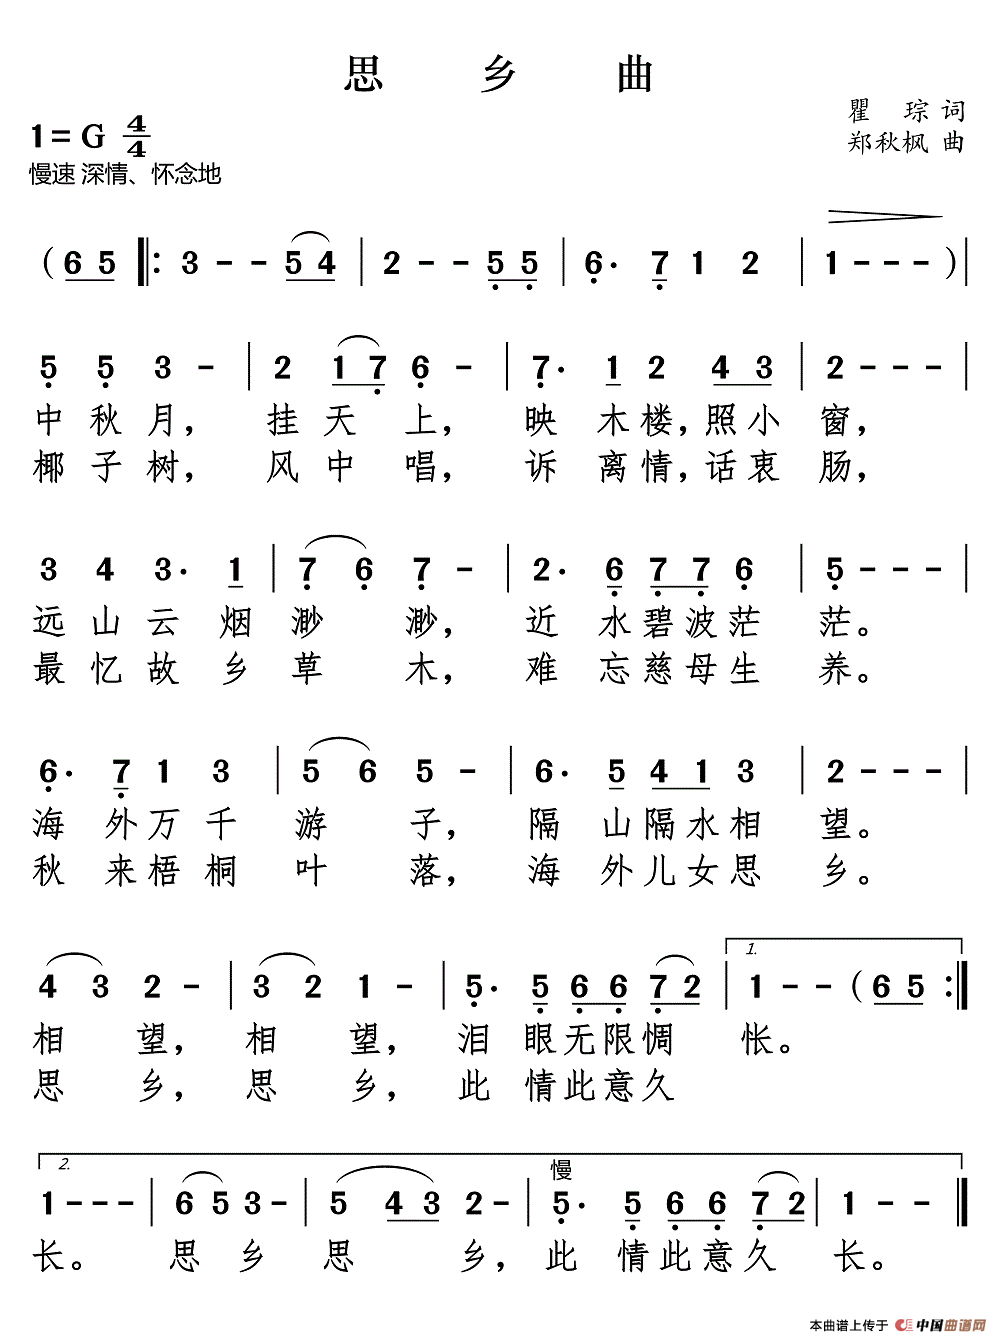 思 乡 曲
瞿 琮 词
1= G 4/4
郑秋枫 曲
慢速 深情、怀念地
( 6 5 ‖: 3 - - 5 4 | 2 - - 5 5 | 6· 7 1 2 | 1 - - - ) |
5 5 3 - | 2 1 7 6 - | 7· 1 2 4 3 | 2 - - - |
中 秋 月， 挂 天 上， 映 木 楼，照 小 窗，
椰 子 树， 风 中 唱， 诉 离 情，话 衷 肠，
3 4 3· 1 | 7 6 7 - | 2· 6 7 7 6 | 5 - - - |
远 山 云 烟 渺 渺， 近 水 碧 波 茫 茫。
最 忆 故 乡 草 木， 难 忘 慈 母 生 养。
6· 7 1 3 | 5 6 5 - | 6· 5 4 1 3 | 2 - - - |
海 外 万 千 游 子， 隔 山 隔 水 相 望。
秋 来 梧 桐 叶 落， 海 外 儿 女 思 乡。
1.
4 3 2 - | 3 2 1 - | 5· 5 6 6 7 2 | 1 - - ( 6 5 :‖
相 望， 相 望， 泪 眼 无 限 惆 怅。
思 乡， 思 乡， 此 情 此 意 久
2.
慢
1 - - - | 6 5 3 - | 5 4 3 2 - | 5· 5 6 6 7 2 | 1 - - ‖
长。 思 乡 思 乡， 此 情 此 意 久 长。
本曲谱上传于 中国曲谱网